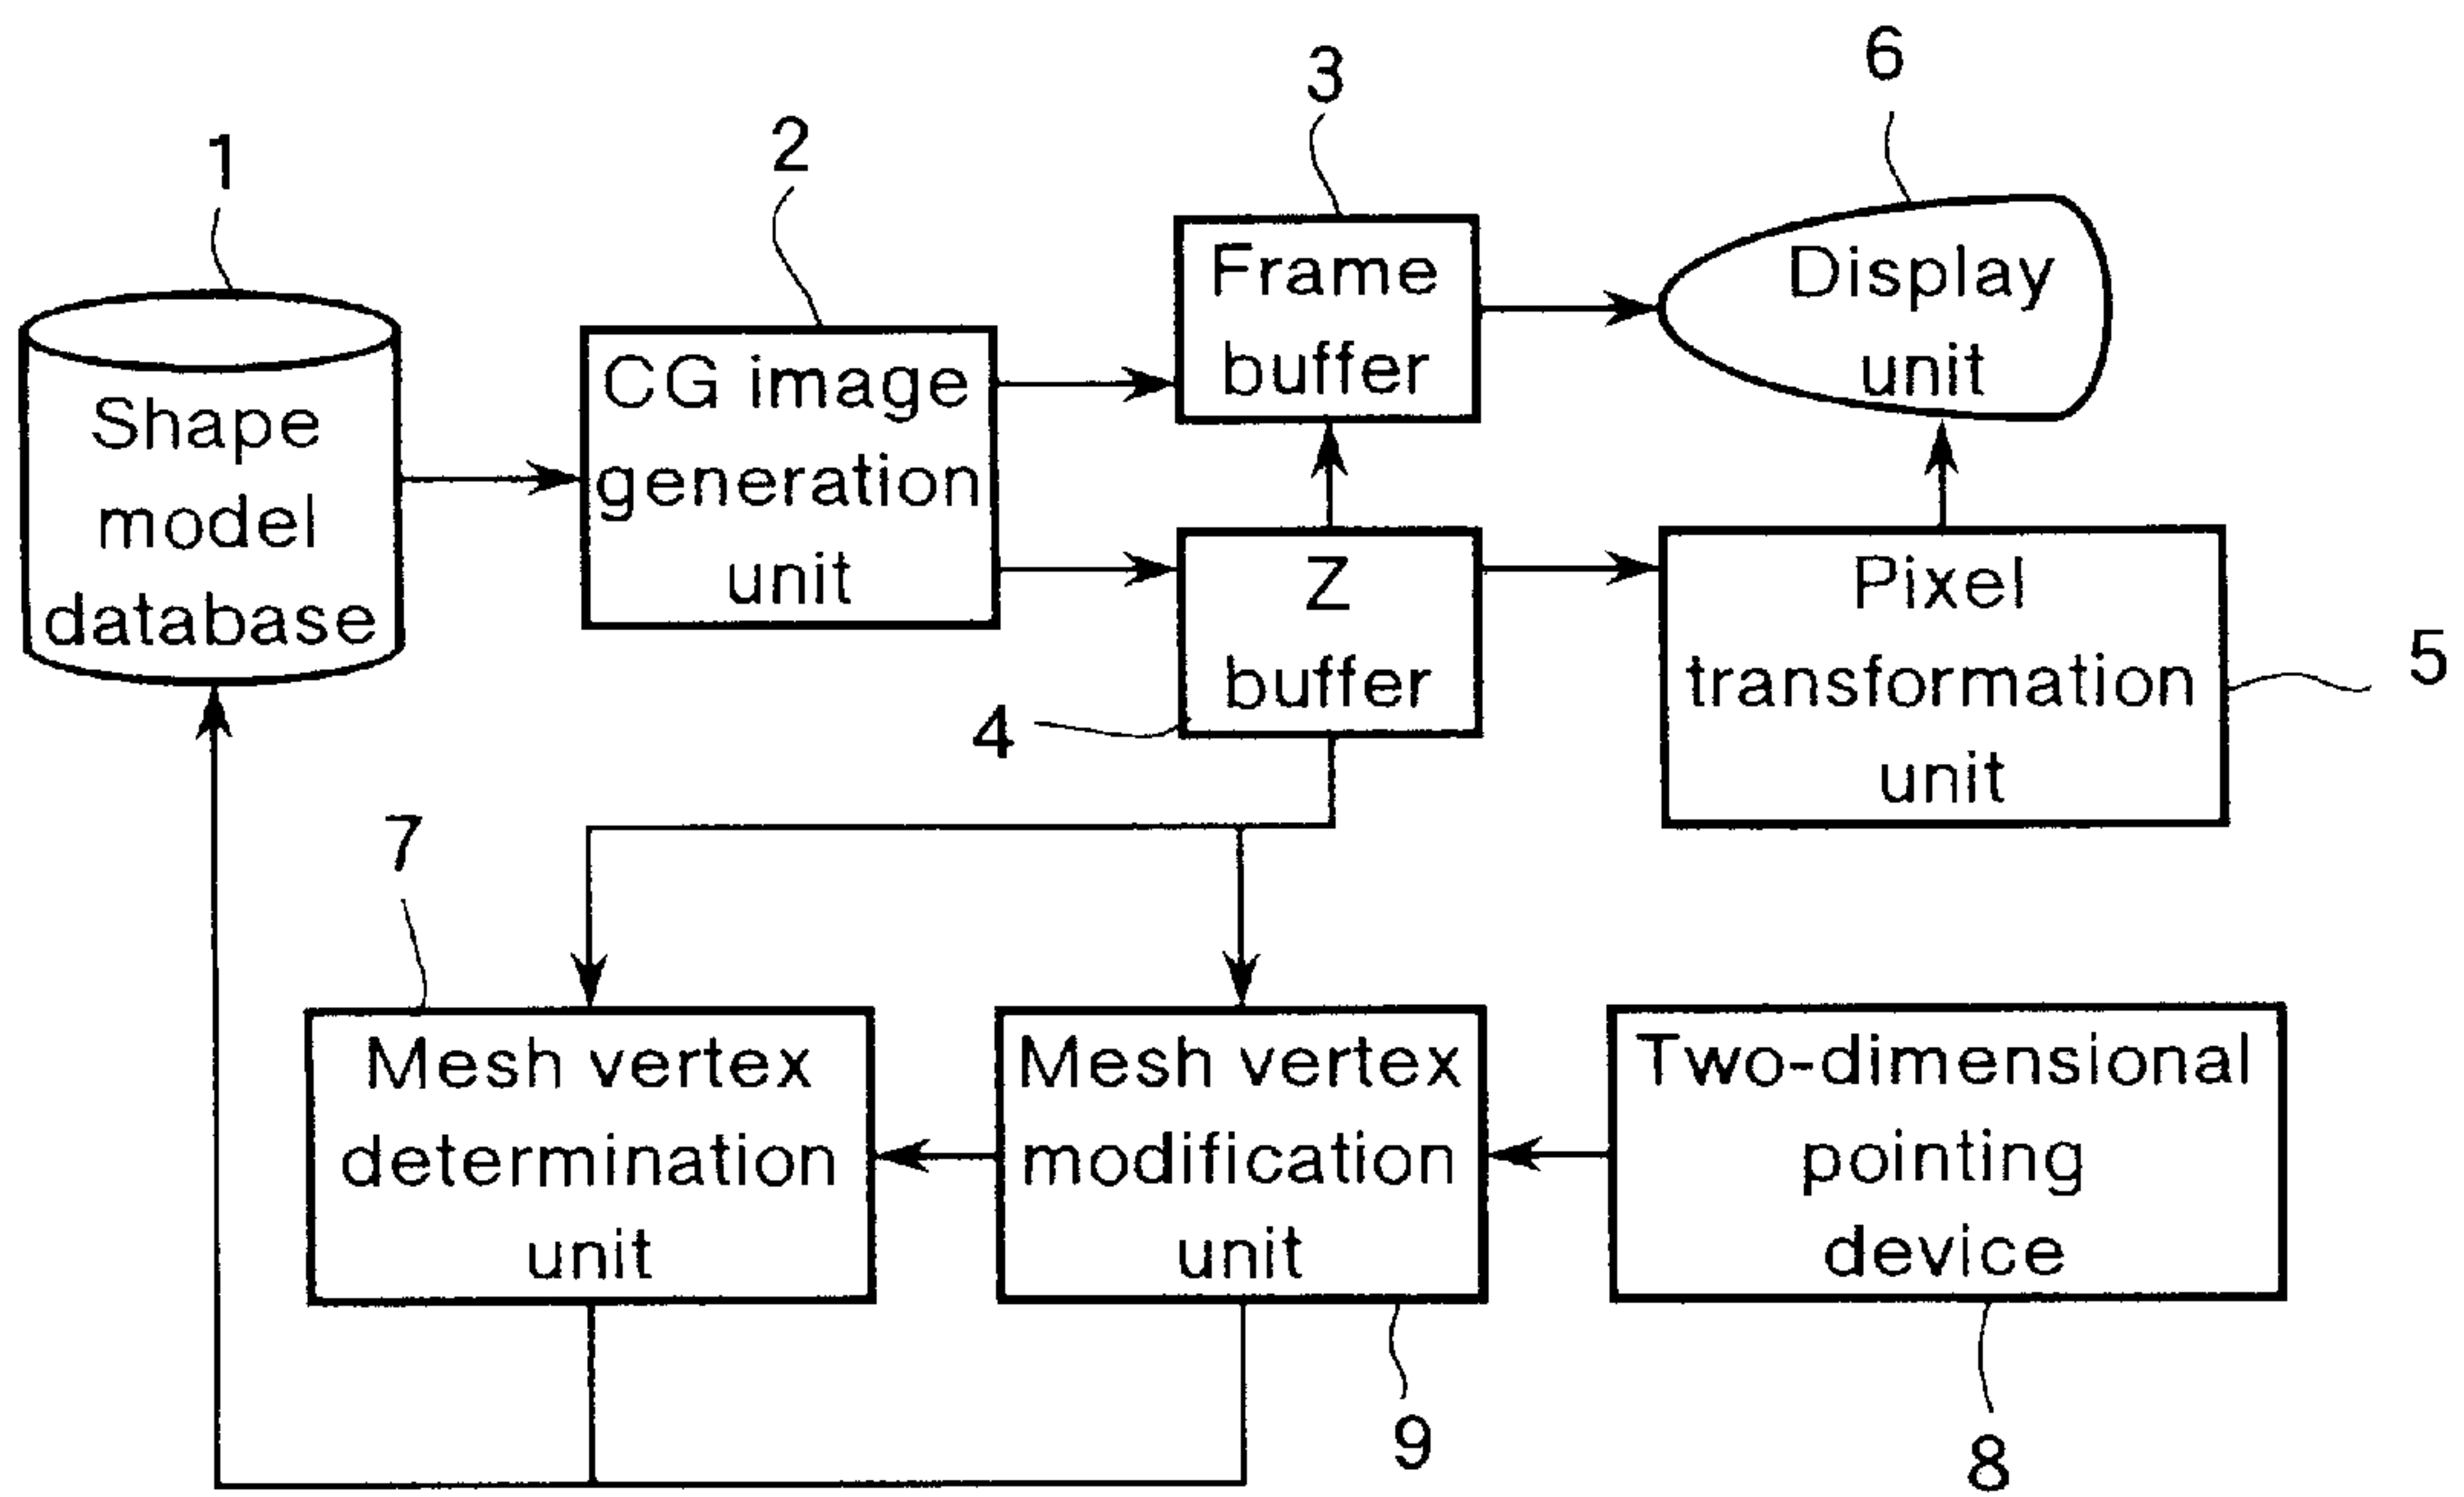 1
Shape
model
database
2
CG image
generation
unit
3
Frame
buffer
6
Display
unit
4
Z
buffer
5
Pixel
transformation
unit
7
Mesh vertex
determination
unit
9
Mesh vertex
modification
unit
8
Two-dimensional
pointing
device